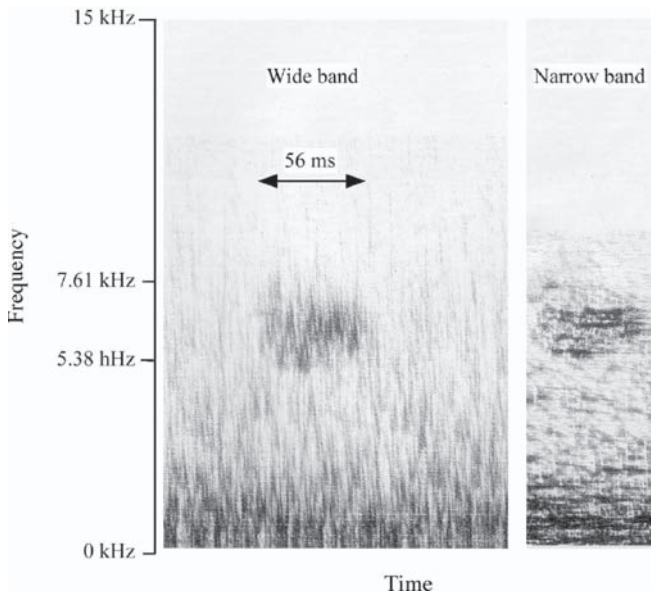 15 kHz
Wide band
Narrow band
56 ms
7.61 kHz
Frequency
5.38 hHz
0 kHz
Time